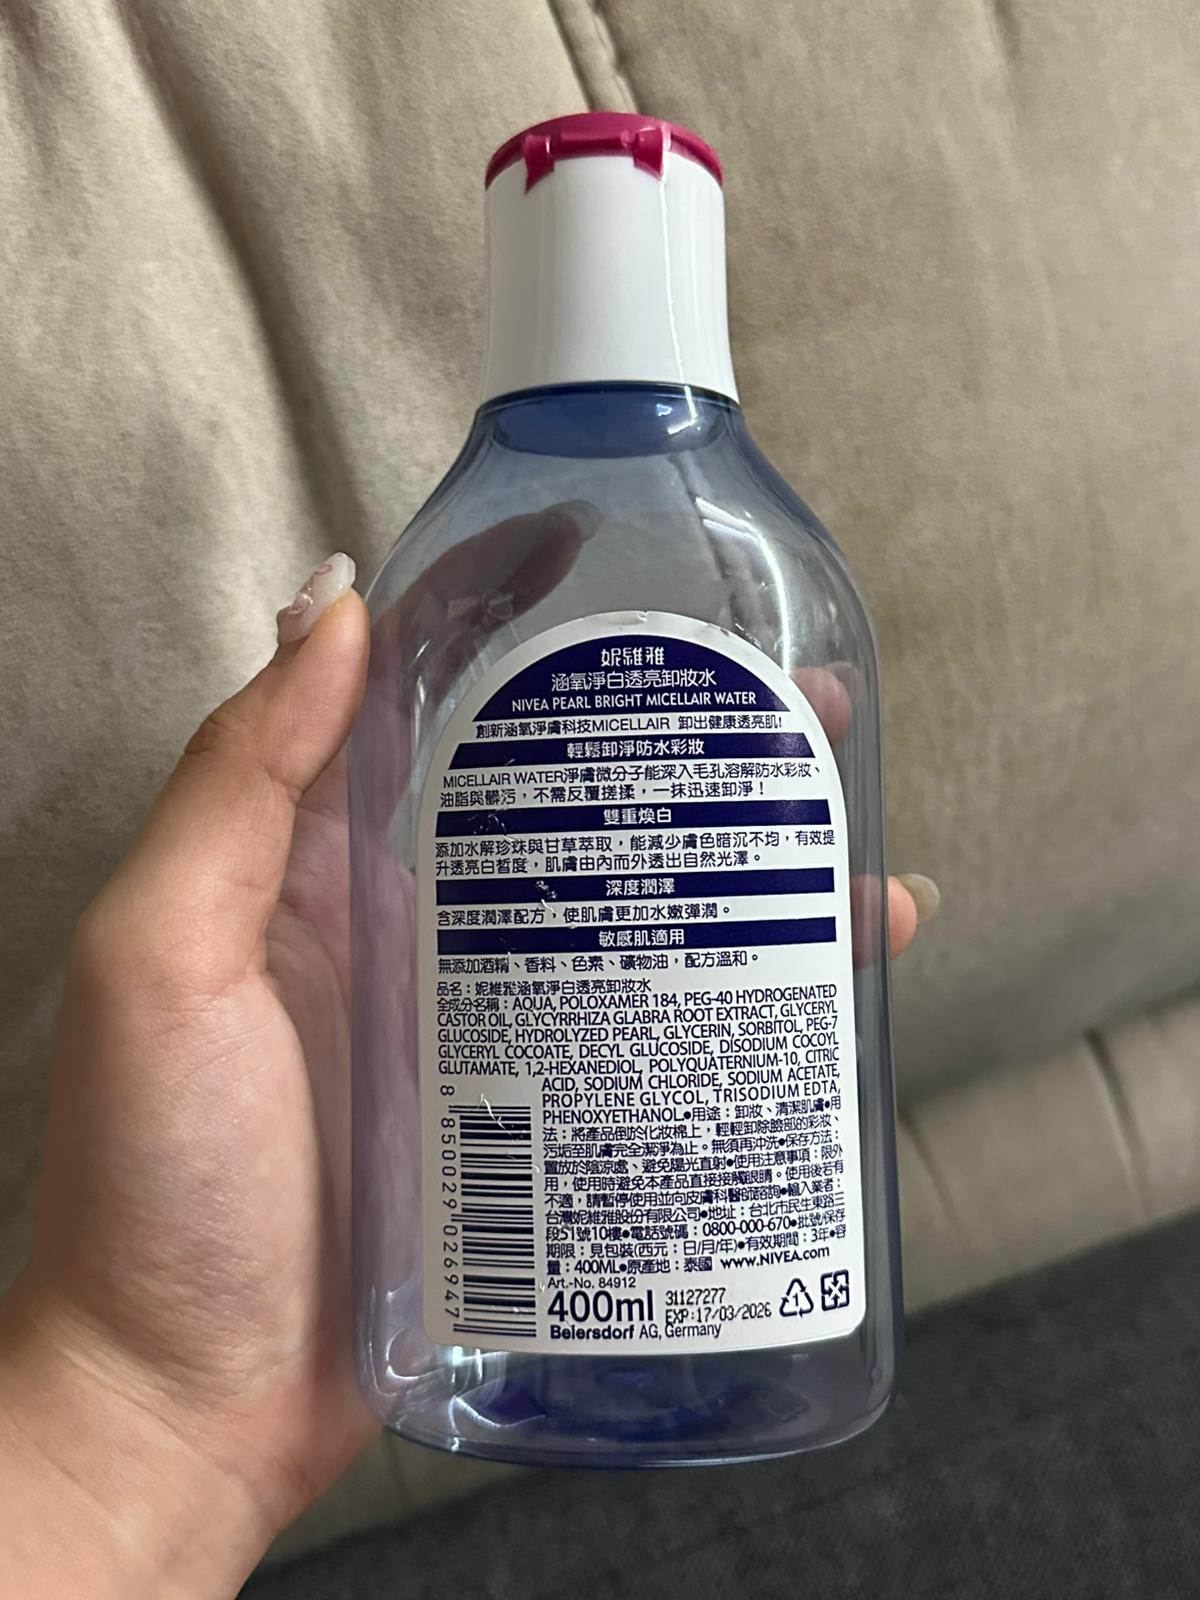 妮維雅
涵氧淨白透亮卸妝水
NIVEA PEARL BRIGHT MICELLAIR WATER
創新涵氧淨膚科技MICELLAIR 卸出健康透亮肌!
輕鬆卸淨防水彩妝
MICELLAIR WATER淨膚微分子能深入毛孔溶解防水彩妝、
油脂與髒污，不需反覆搓揉，一抹迅速卸淨！
雙重煥白
添加水解珍珠與甘草萃取，能減少膚色暗沉不均，有效提
升透亮白皙度，肌膚由內而外透出自然光澤。
深度潤澤
含深度潤澤配方，使肌膚更加水嫩彈潤。
敏感肌適用
無添加酒精、香料、色素、礦物油，配方溫和。
品名：妮維雅涵氧淨白透亮卸妝水
全成分名稱：AQUA, POLOXAMER 184, PEG-40 HYDROGENATED
CASTOR OIL, GLYCYRRHIZA GLABRA ROOT EXTRACT, GLYCERYL
GLUCOSIDE, HYDROLYZED PEARL, GLYCERIN, SORBITOL, PEG-7
GLYCERYL COCOATE, DECYL GLUCOSIDE, DISODIUM COCOYL
GLUTAMATE, 1,2-HEXANEDIOL, POLYQUATERNIUM-10, CITRIC
ACID, SODIUM CHLORIDE, SODIUM ACETATE,
PROPYLENE GLYCOL, TRISODIUM EDTA,
PHENOXYETHANOL●用途：卸妝、清潔肌膚●用
法：將產品倒於化妝棉上，輕輕卸除臉部的彩妝、
污垢至肌膚完全潔淨為止。無須再沖洗●保存方法：
置放於陰涼處、避免陽光直射●使用注意事項：限外
用，使用時避免本產品直接接觸眼睛。使用後若有
不適，請暫停使用並向皮膚科醫師諮詢●輸入業者：
台灣妮維雅股份有限公司●地址：台北市民生東路三
段51號10樓●電話號碼：0800-000-670●批號/保存
期限：見包裝(西元：日/月/年)●有效期間：3年●容
量：400ML●原產地：泰國 www.NIVEA.com
Art.-No. 84912
400ml
31127277
EXP:17/03/2026
Beiersdorf AG, Germany
1
8 850029 026947